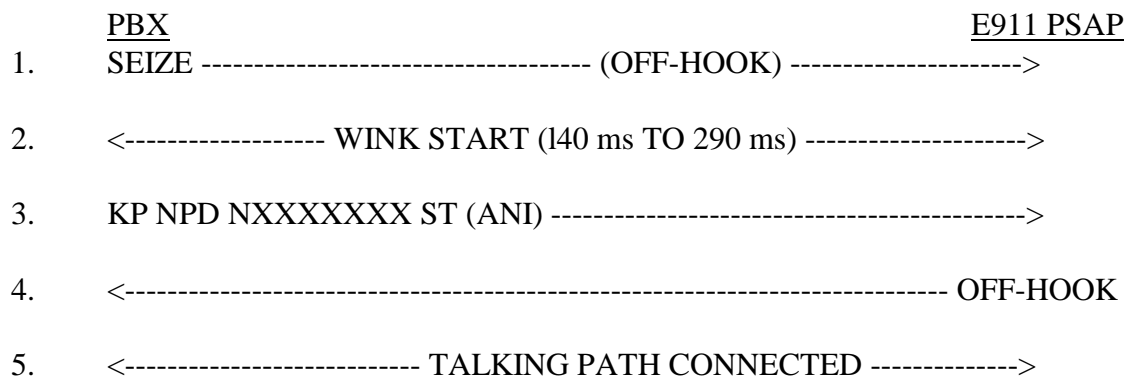 PBX E911 PSAP
1. SEIZE ------------------------------------- (OFF-HOOK) ---------------------->
2. <------------------- WINK START (l40 ms TO 290 ms) --------------------->
3. KP NPD NXXXXXXX ST (ANI) --------------------------------------------->
4. <------------------------------------------------------------------------------ OFF-HOOK
5. <---------------------------- TALKING PATH CONNECTED -------------->